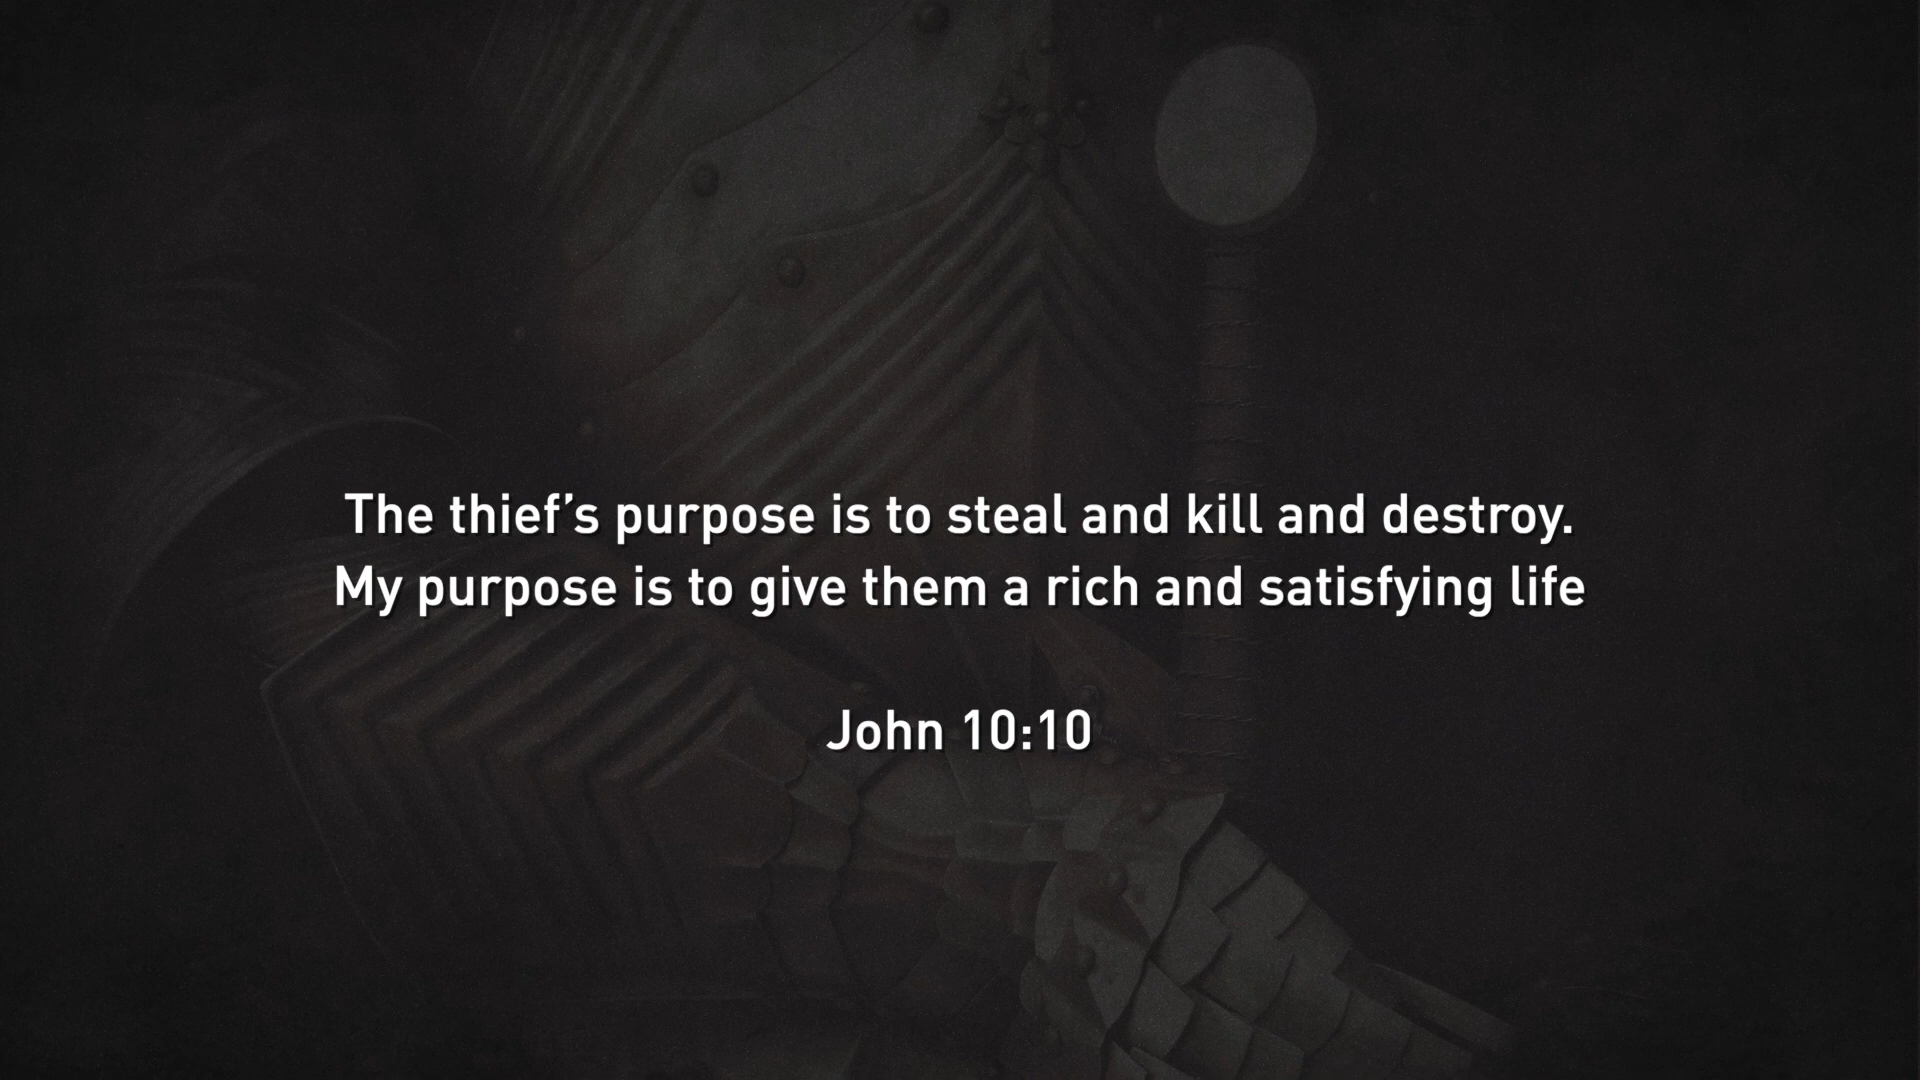 The thief’s purpose is to steal and kill and destroy.
My purpose is to give them a rich and satisfying life
John 10:10